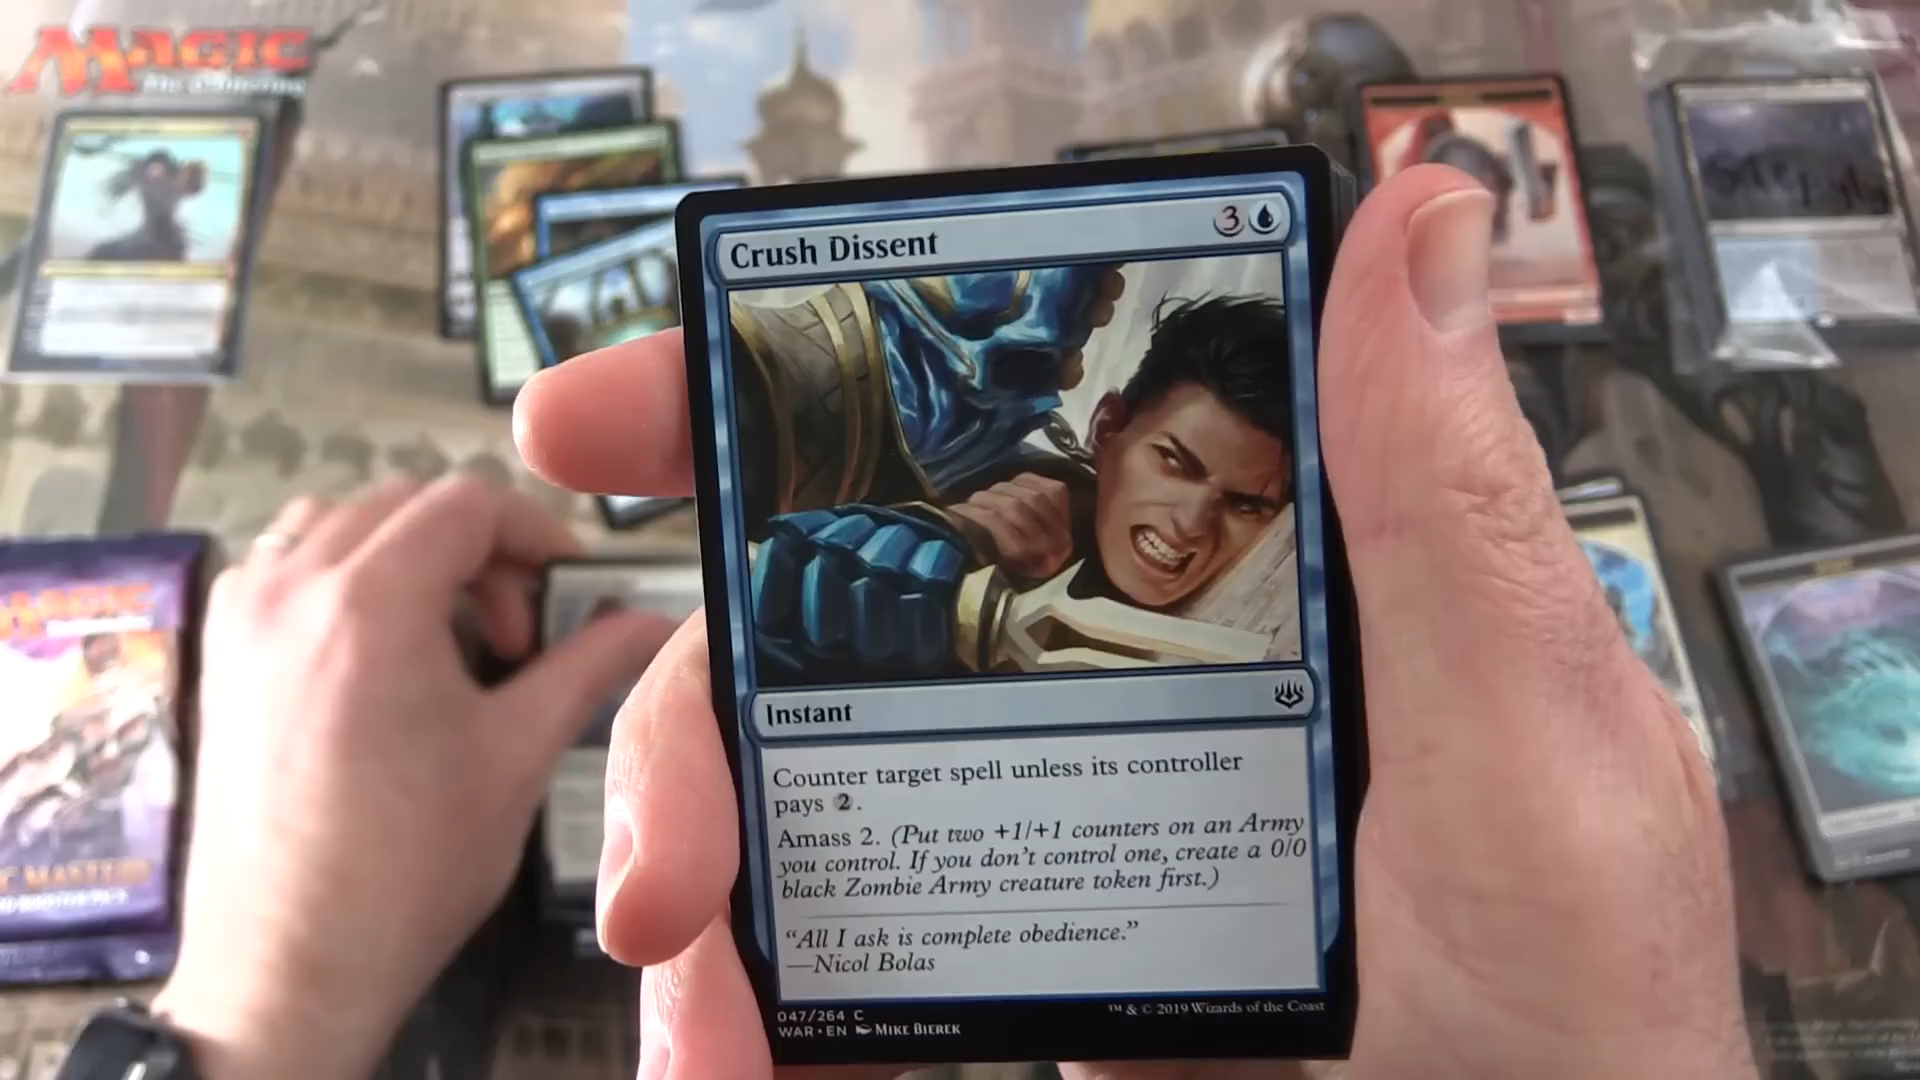 MAGIC
The Gathering
Crush Dissent
3
Instant
Counter target spell unless its controller
pays 2.
Amass 2. (Put two +1/+1 counters on an Army
you control. If you don't control one, create a 0/0
black Zombie Army creature token first.)
“All I ask is complete obedience.”
—Nicol Bolas
047/264 C
™ & © 2019 Wizards of the Coast
WAR • EN MIKE BIEREK
MAGIC